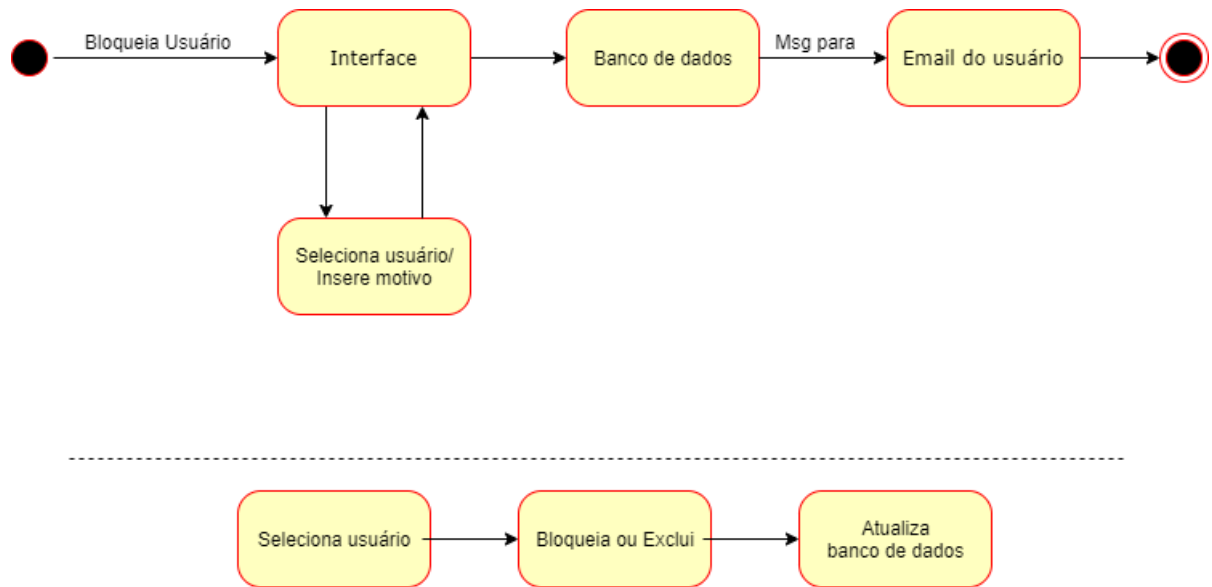 Bloqueia Usuário
Interface
Banco de dados
Msg para
Email do usuário
Seleciona usuário/
Insere motivo
Seleciona usuário
Bloqueia ou Exclui
Atualiza
banco de dados